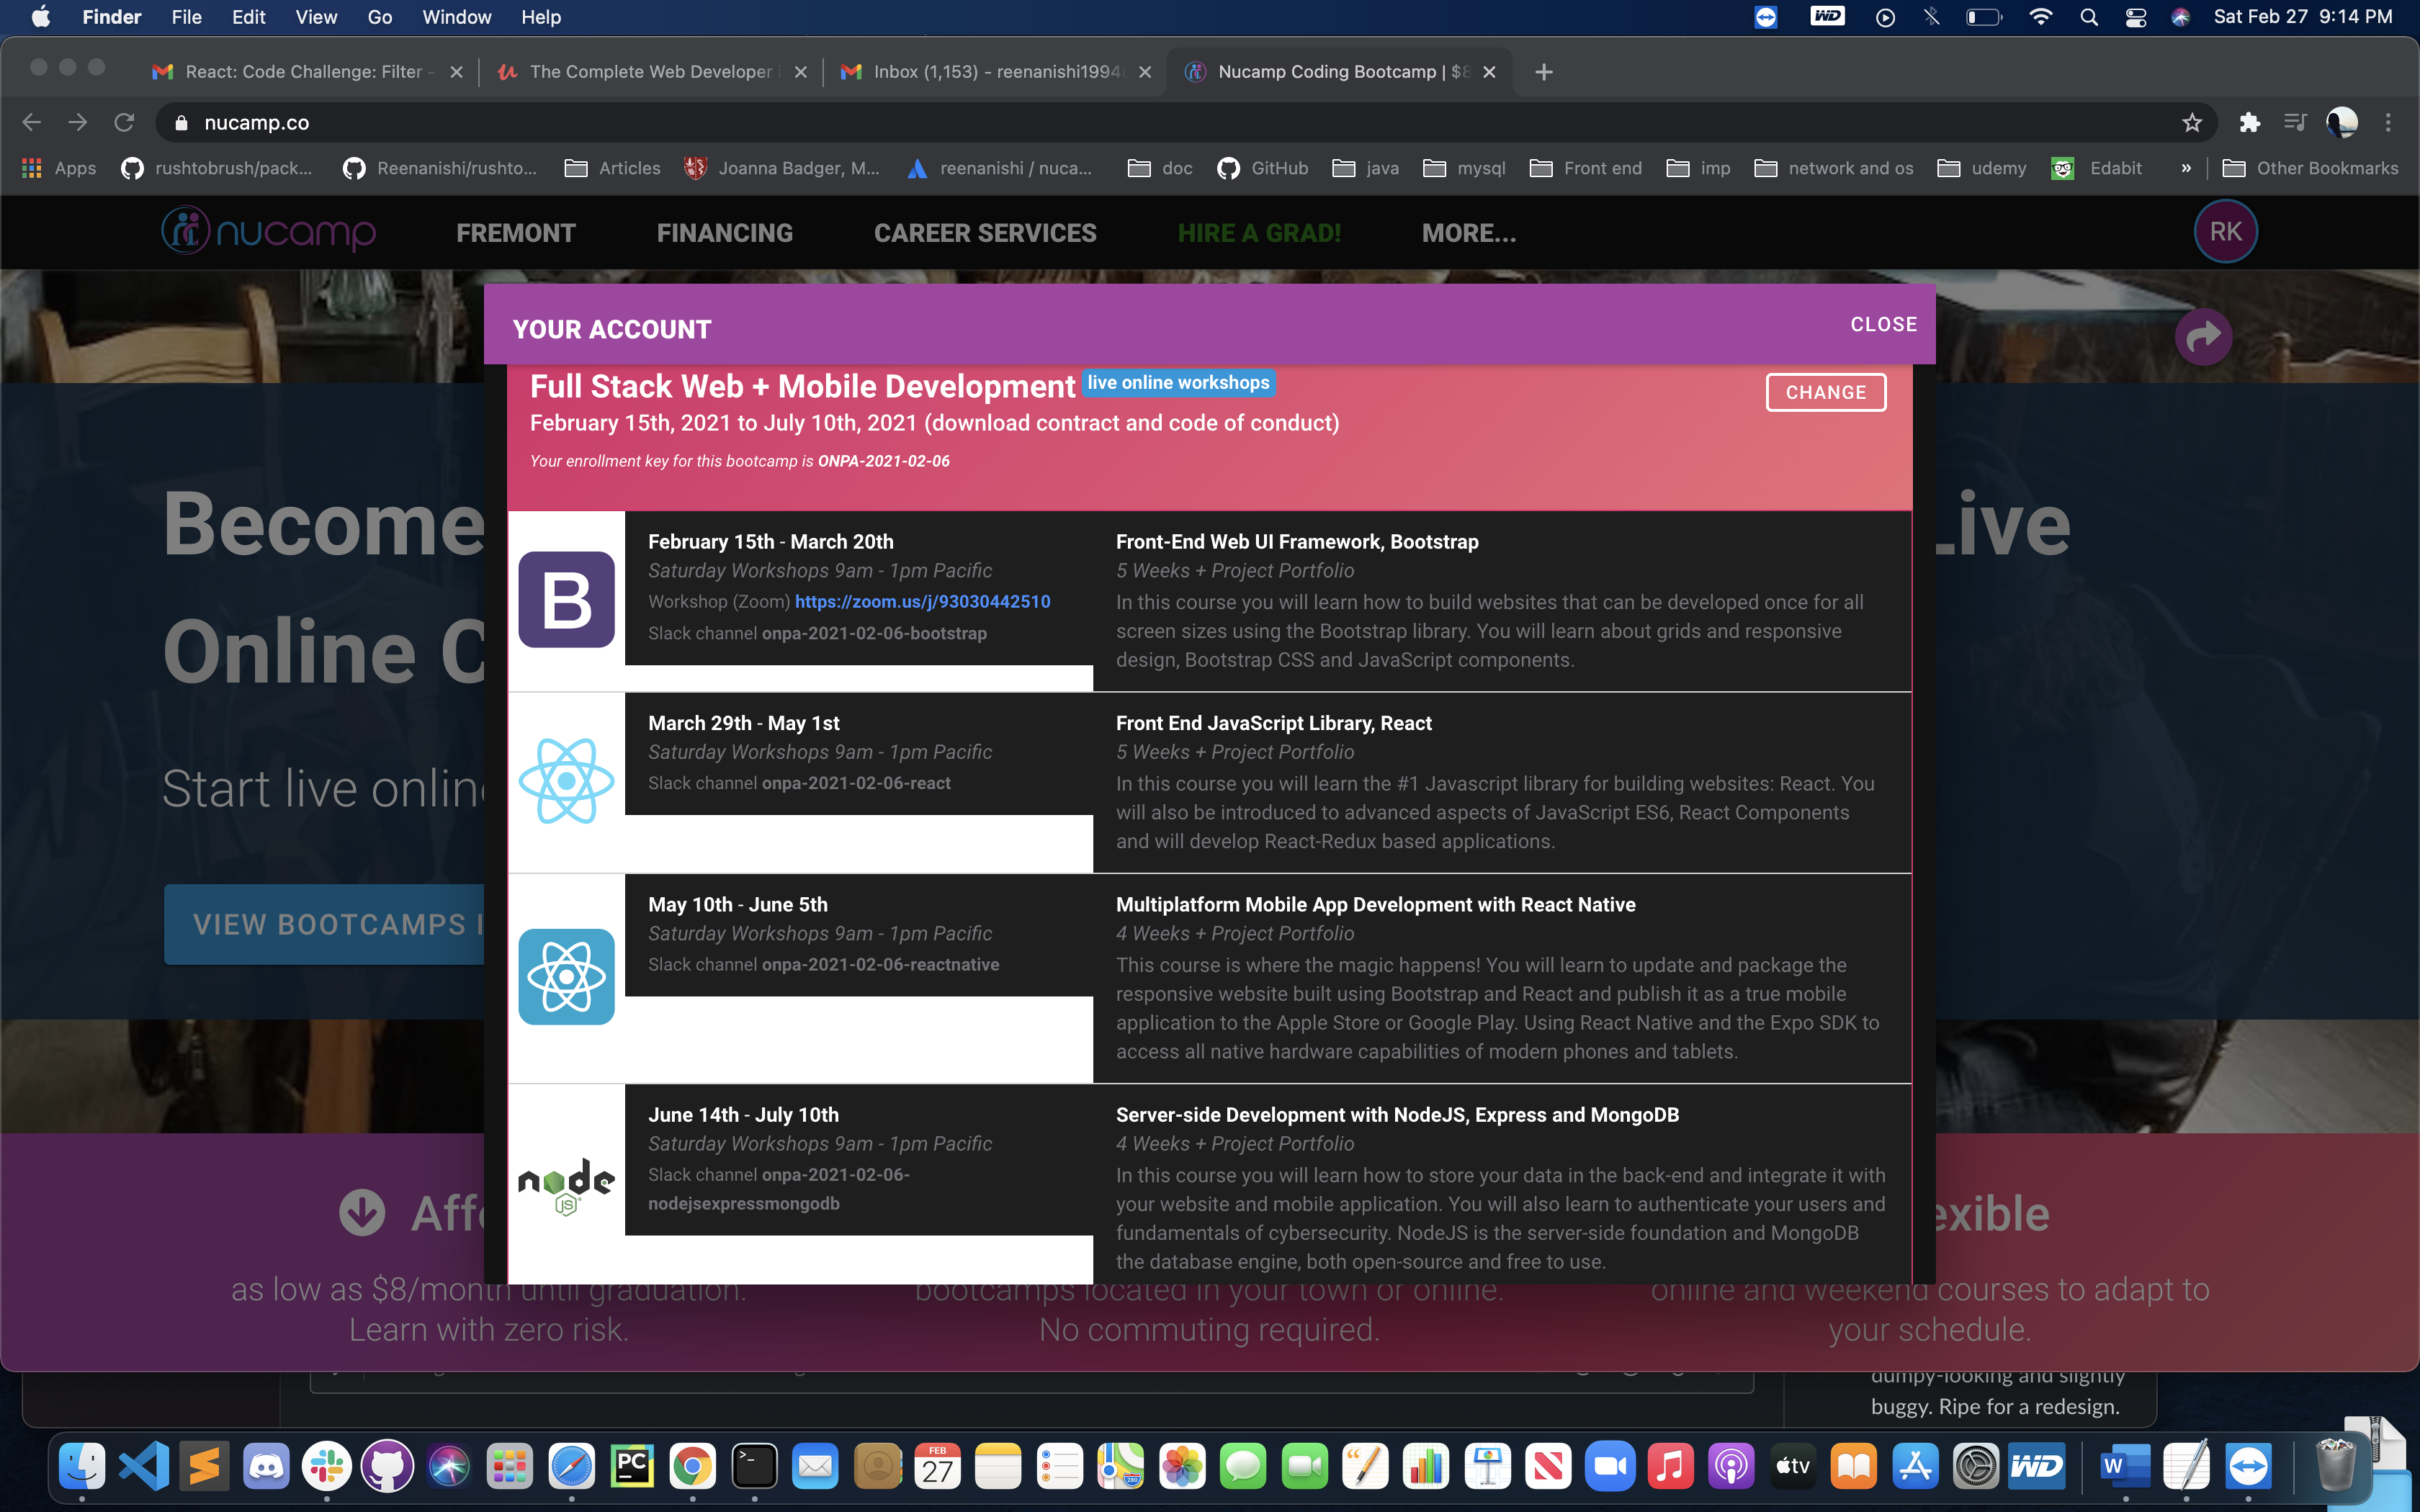 Finder File Edit View Go Window Help WD Sat Feb 27 9:14 PM
React: Code Challenge: Filter - The Complete Web Developer Inbox (1,153) - reenanishi1994 Nucamp Coding Bootcamp | $8
nucamp.co
Apps rushtobrush/pack... Reenanishi/rushto... Articles Joanna Badger, M... reenanishi / nuca... doc GitHub java mysql Front end imp network and os udemy Edabit » Other Bookmarks
nucamp FREMONT FINANCING CAREER SERVICES HIRE A GRAD! MORE... RK
YOUR ACCOUNT CLOSE
Full Stack Web + Mobile Development live online workshops CHANGE
February 15th, 2021 to July 10th, 2021 (download contract and code of conduct)
Your enrollment key for this bootcamp is ONPA-2021-02-06
Become
Live
Online C
Start live onlin
VIEW BOOTCAMPS
B
February 15th - March 20th
Saturday Workshops 9am - 1pm Pacific
Workshop (Zoom) https://zoom.us/j/93030442510
Slack channel onpa-2021-02-06-bootstrap
Front-End Web UI Framework, Bootstrap
5 Weeks + Project Portfolio
In this course you will learn how to build websites that can be developed once for all
screen sizes using the Bootstrap library. You will learn about grids and responsive
design, Bootstrap CSS and JavaScript components.
March 29th - May 1st
Saturday Workshops 9am - 1pm Pacific
Slack channel onpa-2021-02-06-react
Front End JavaScript Library, React
5 Weeks + Project Portfolio
In this course you will learn the #1 Javascript library for building websites: React. You
will also be introduced to advanced aspects of JavaScript ES6, React Components
and will develop React-Redux based applications.
May 10th - June 5th
Saturday Workshops 9am - 1pm Pacific
Slack channel onpa-2021-02-06-reactnative
Multiplatform Mobile App Development with React Native
4 Weeks + Project Portfolio
This course is where the magic happens! You will learn to update and package the
responsive website built using Bootstrap and React and publish it as a true mobile
application to the Apple Store or Google Play. Using React Native and the Expo SDK to
access all native hardware capabilities of modern phones and tablets.
node
JS
June 14th - July 10th
Saturday Workshops 9am - 1pm Pacific
Slack channel onpa-2021-02-06-
nodejsexpressmongodb
Server-side Development with NodeJS, Express and MongoDB
4 Weeks + Project Portfolio
In this course you will learn how to store your data in the back-end and integrate it with
your website and mobile application. You will also learn to authenticate your users and
fundamentals of cybersecurity. NodeJS is the server-side foundation and MongoDB
the database engine, both open-source and free to use.
Aff
exible
as low as $8/month until graduation.
Learn with zero risk.
bootcamps located in your town or online.
No commuting required.
online and weekend courses to adapt to
your schedule.
dumpy-looking and slightly
buggy. Ripe for a redesign.
PC FEB 27 280 tv WD W